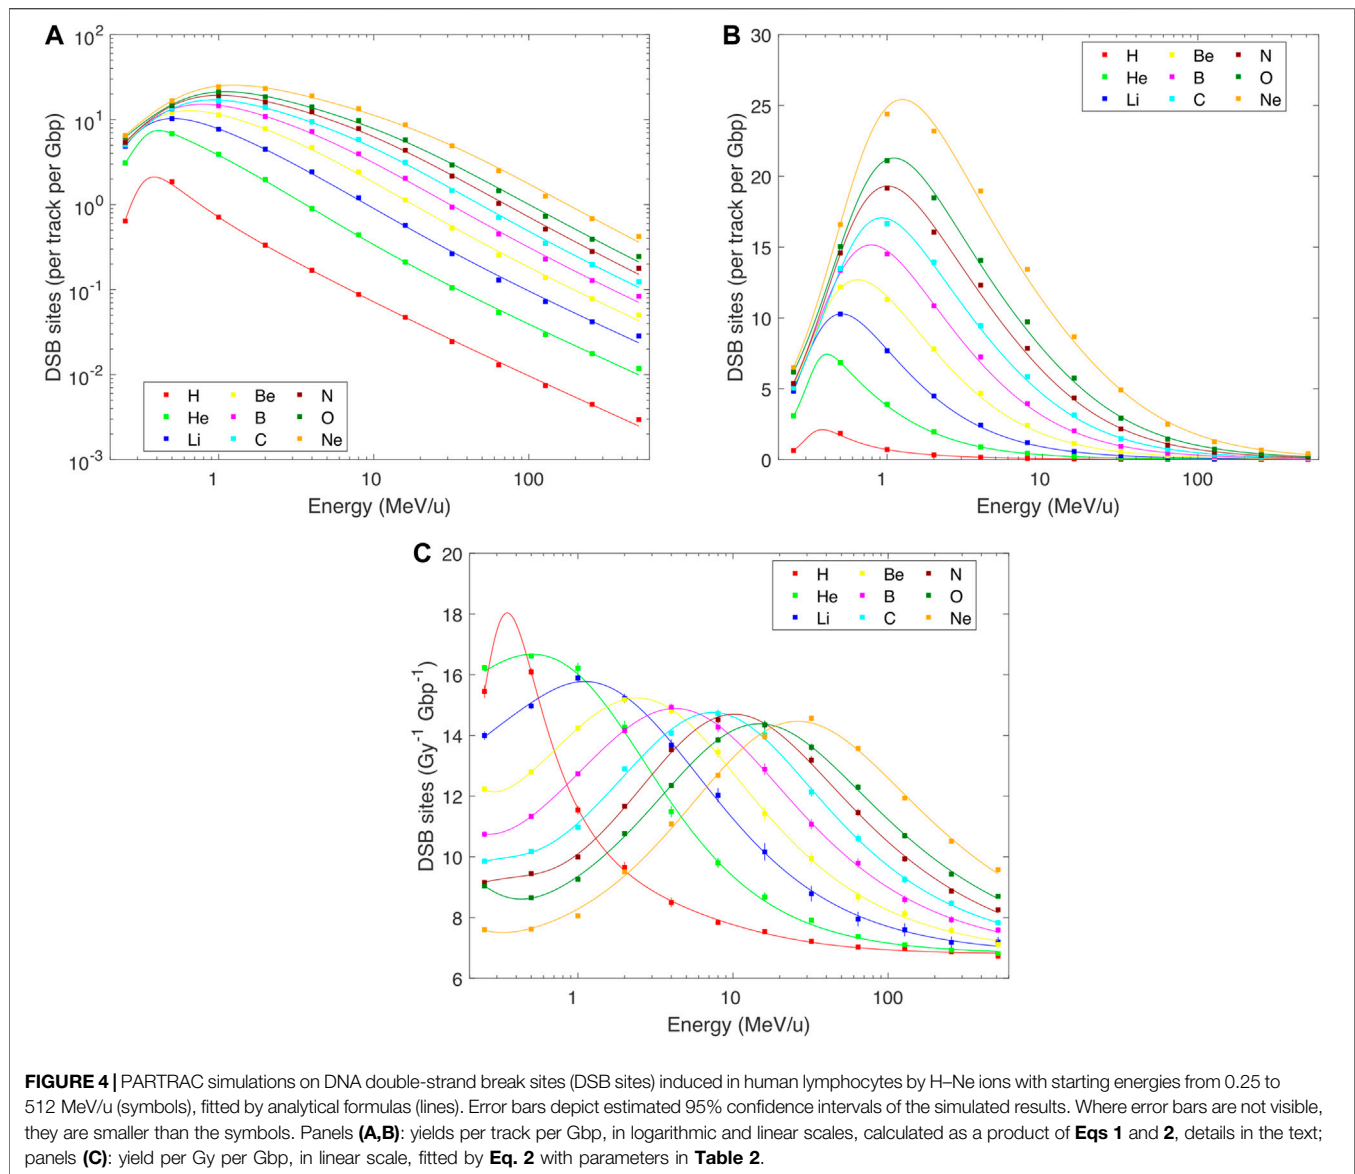 A
10^2
10^1
10^0
10^-1
10^-2
10^-3
DSB sites (per track per Gbp)
H Be N
He B O
Li C Ne
1 10 100
Energy (MeV/u)
B
30
25
20
15
10
5
0
DSB sites (per track per Gbp)
H Be N
He B O
Li C Ne
1 10 100
Energy (MeV/u)
C
20
18
16
14
12
10
8
6
DSB sites (Gy^-1 Gbp^-1)
H Be N
He B O
Li C Ne
1 10 100
Energy (MeV/u)
FIGURE 4 | PARTRAC simulations on DNA double-strand break sites (DSB sites) induced in human lymphocytes by H–Ne ions with starting energies from 0.25 to
512 MeV/u (symbols), fitted by analytical formulas (lines). Error bars depict estimated 95% confidence intervals of the simulated results. Where error bars are not visible,
they are smaller than the symbols. Panels (A,B): yields per track per Gbp, in logarithmic and linear scales, calculated as a product of Eqs 1 and 2, details in the text;
panels (C): yield per Gy per Gbp, in linear scale, fitted by Eq. 2 with parameters in Table 2.